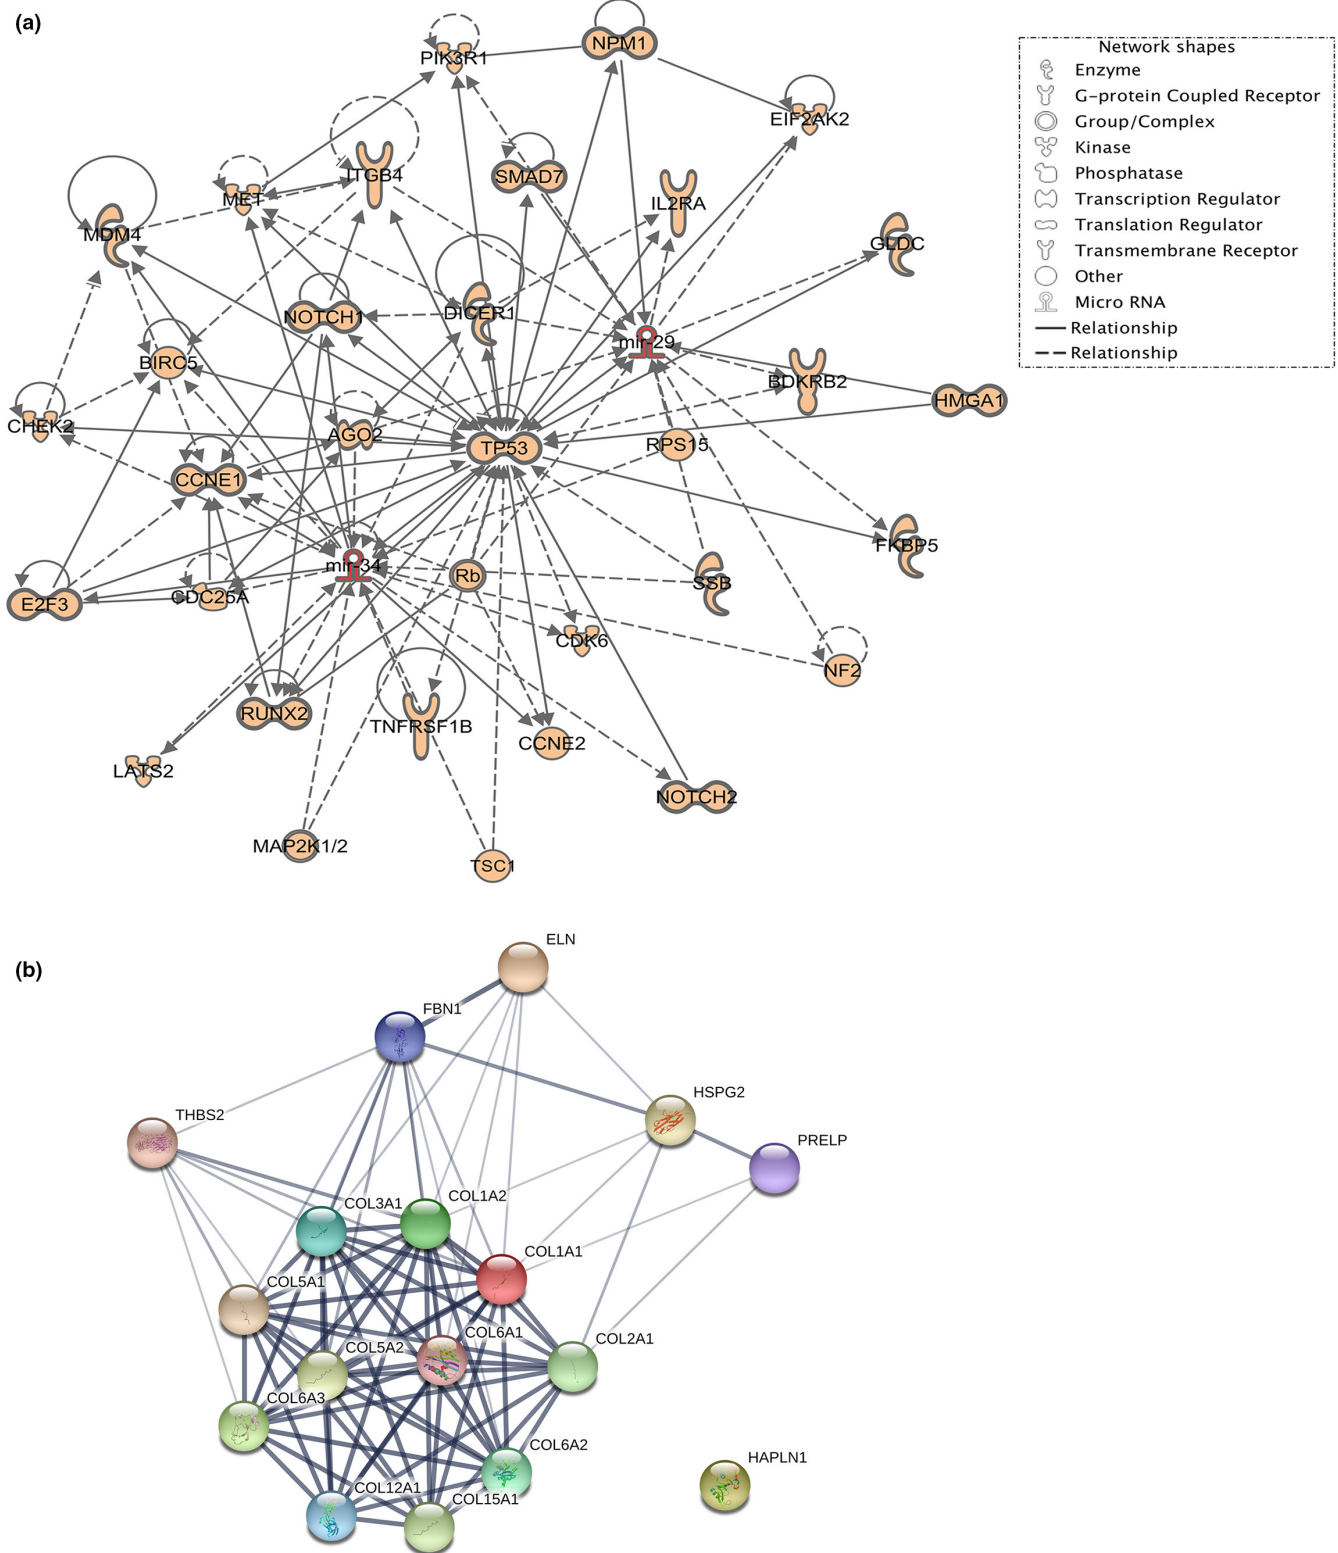 (a)
NPM1
PIK3R1
EIF2AK2
ITGB4
SMAD7
MET
IL2RA
MDM4
GLDC
NOTCH1
DICER1
mir-29
BIRC5
BDKRB2
HMGA1
CHEK2
AGO2
TP53
RPS15
CCNE1
FKBP5
mir-34
Rb
SSB
E2F3
CDC25A
CDK6
NF2
RUNX2
TNFRSF1B
CCNE2
LATS2
NOTCH2
MAP2K1/2
TSC1
Network shapes
Enzyme
G-protein Coupled Receptor
Group/Complex
Kinase
Phosphatase
Transcription Regulator
Translation Regulator
Transmembrane Receptor
Other
Micro RNA
Relationship
Relationship
(b)
ELN
FBN1
HSPG2
THBS2
PRELP
COL3A1
COL1A2
COL1A1
COL5A1
COL6A1
COL2A1
COL5A2
COL6A3
COL6A2
HAPLN1
COL12A1
COL15A1